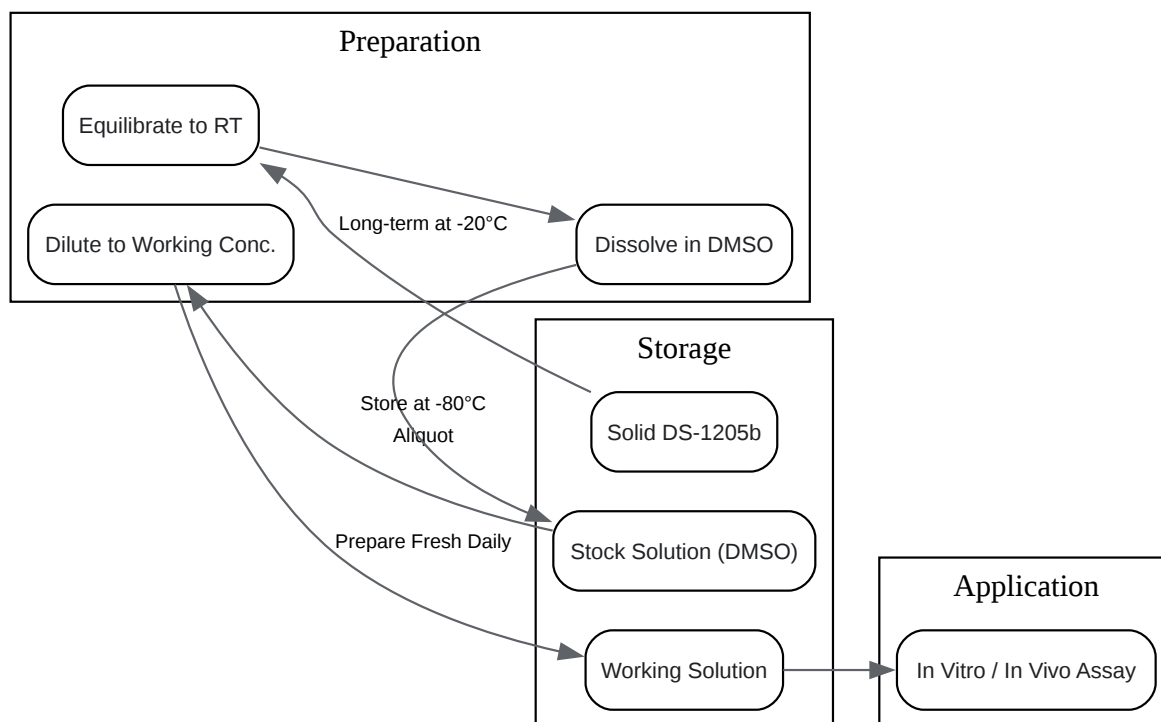 Preparation
Equilibrate to RT
Long-term at -20°C
Dilute to Working Conc.
Dissolve in DMSO
Storage
Store at -80°C
Aliquot
Solid DS-1205b
Prepare Fresh Daily
Stock Solution (DMSO)
Application
Working Solution
In Vitro / In Vivo Assay